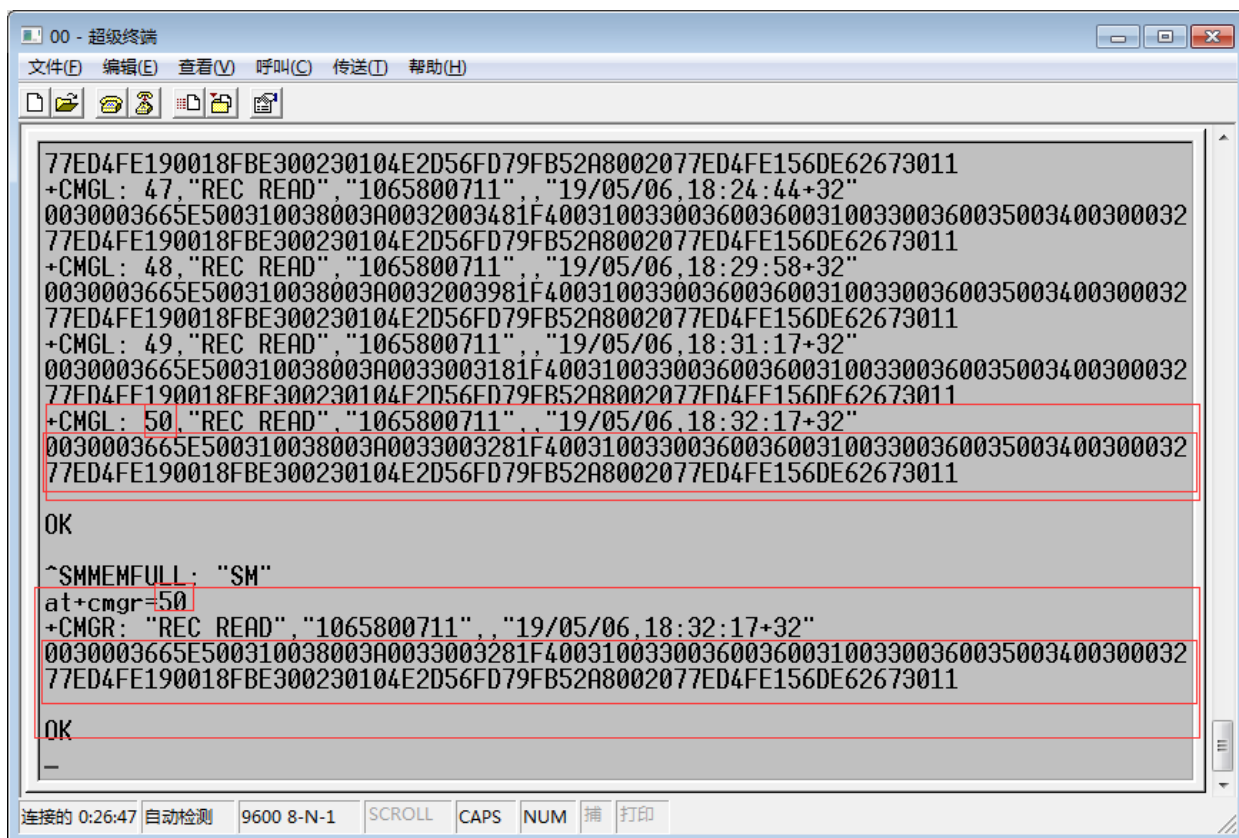 00 - 超级终端
文件(F) 编辑(E) 查看(V) 呼叫(C) 传送(T) 帮助(H)
77ED4FE190018FBE300230104E2D56FD79FB52A8002077ED4FE156DE62673011
+CMGL: 47,"REC READ","1065800711",,"19/05/06,18:24:44+32"
0030003665E500310038003A0032003481F40031003300360036003100330036003500340030​0032
77ED4FE190018FBE300230104E2D56FD79FB52A8002077ED4FE156DE62673011
+CMGL: 48,"REC READ","1065800711",,"19/05/06,18:29:58+32"
0030003665E500310038003A0032003981F400310033003600360031003300360035003400300032
77ED4FE190018FBE300230104E2D56FD79FB52A8002077ED4FE156DE62673011
+CMGL: 49,"REC READ","1065800711",,"19/05/06,18:31:17+32"
0030003665E500310038003A0033003181F400310033003600360031003300360035003400300032
77ED4FE190018FBE300230104E2D56FD79FB52A8002077ED4FE156DE62673011
+CMGL: 50,"REC READ","1065800711",,"19/05/06,18:32:17+32"
0030003665E500310038003A0033003281F400310033003600360031003300360035003400300032
77ED4FE190018FBE300230104E2D56FD79FB52A8002077ED4FE156DE62673011
OK
^SMMEMFULL: "SM"
at+cmgr=50
+CMGR: "REC READ","1065800711",,"19/05/06,18:32:17+32"
0030003665E500310038003A0033003281F400310033003600360031003300360035003400300032
77ED4FE190018FBE300230104E2D56FD79FB52A8002077ED4FE156DE62673011
OK
连接的 0:26:47 自动检测 9600 8-N-1 SCROLL CAPS NUM 捕 打印